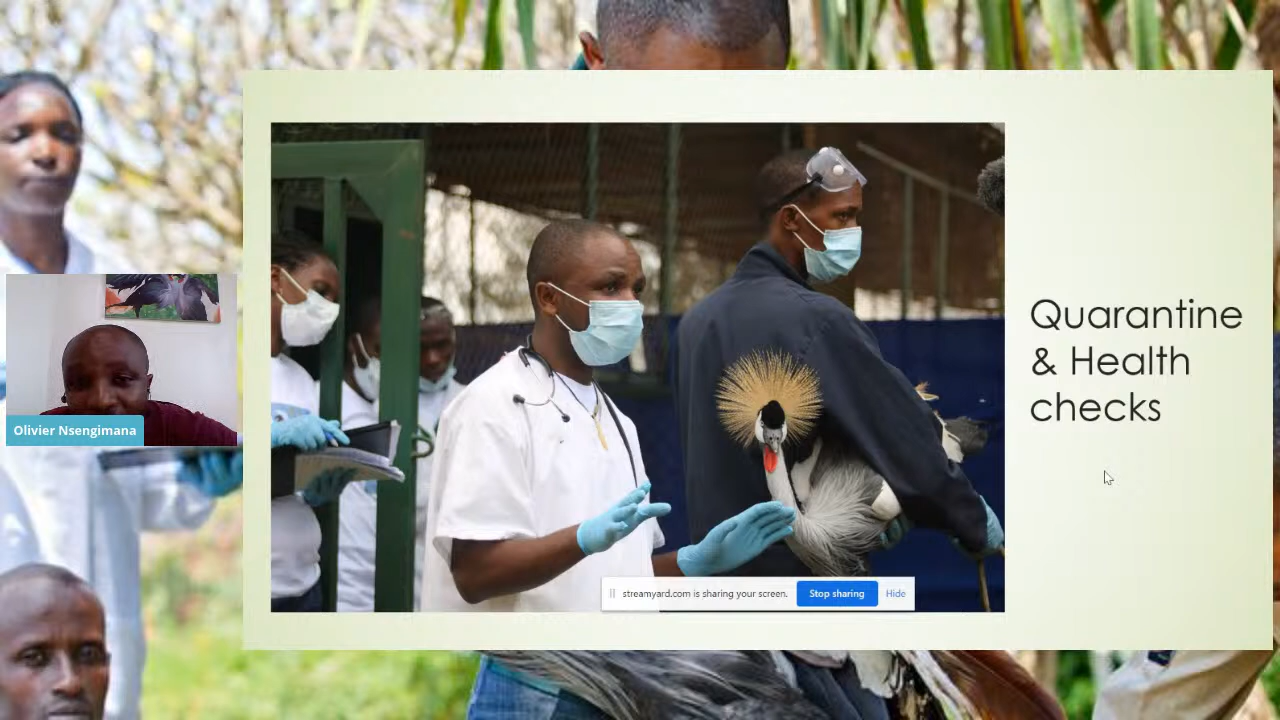 Quarantine
& Health
checks
Olivier Nsengimana
streamyard.com is sharing your screen.
Stop sharing
Hide